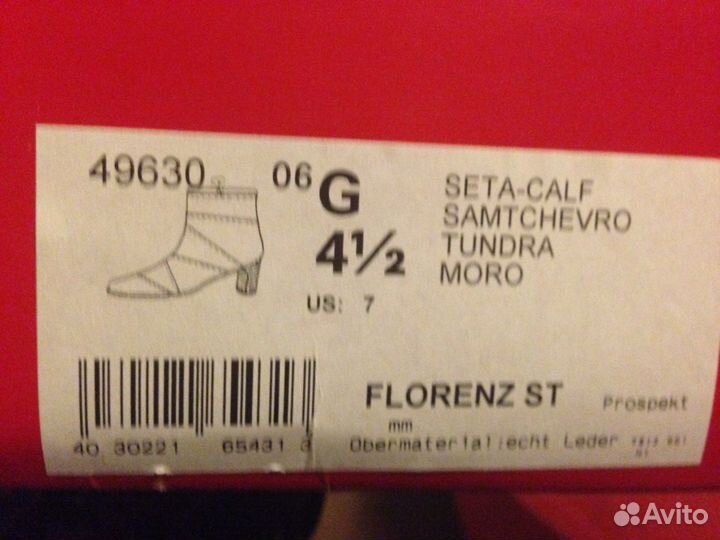 49630 06 G
4½
US: 7
SETA-CALF
SAMTCHEVRO
TUNDRA
MORO
FLORENZ ST Prospekt
mm
Obermaterial:echt Leder
40 30221 65431 3
Avito